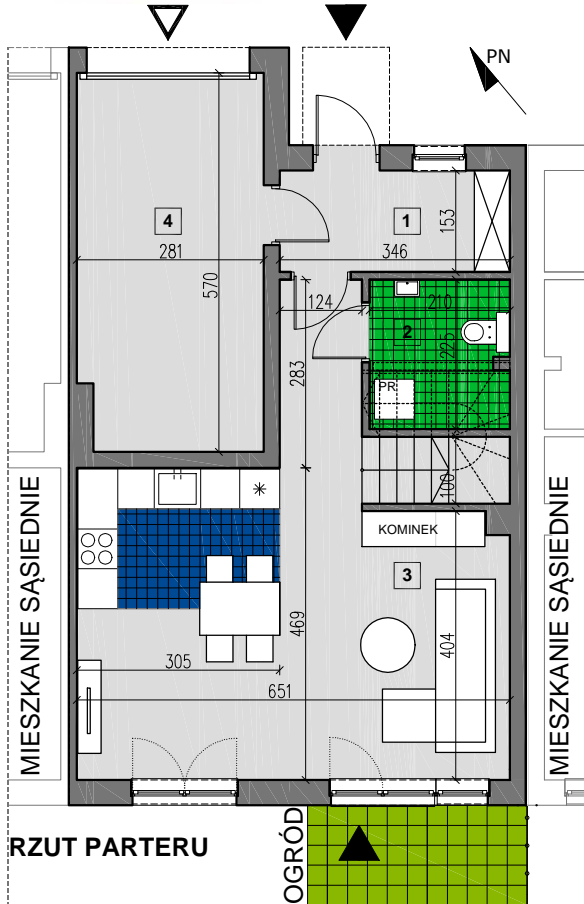 PN
4
1
281
346
153
570
124
210
2
225
283
PR
100
MIESZKANIE SĄSIEDNIE
MIESZKANIE SĄSIEDNIE
KOMINEK
3
469
404
305
651
RZUT PARTERU
OGRÓD